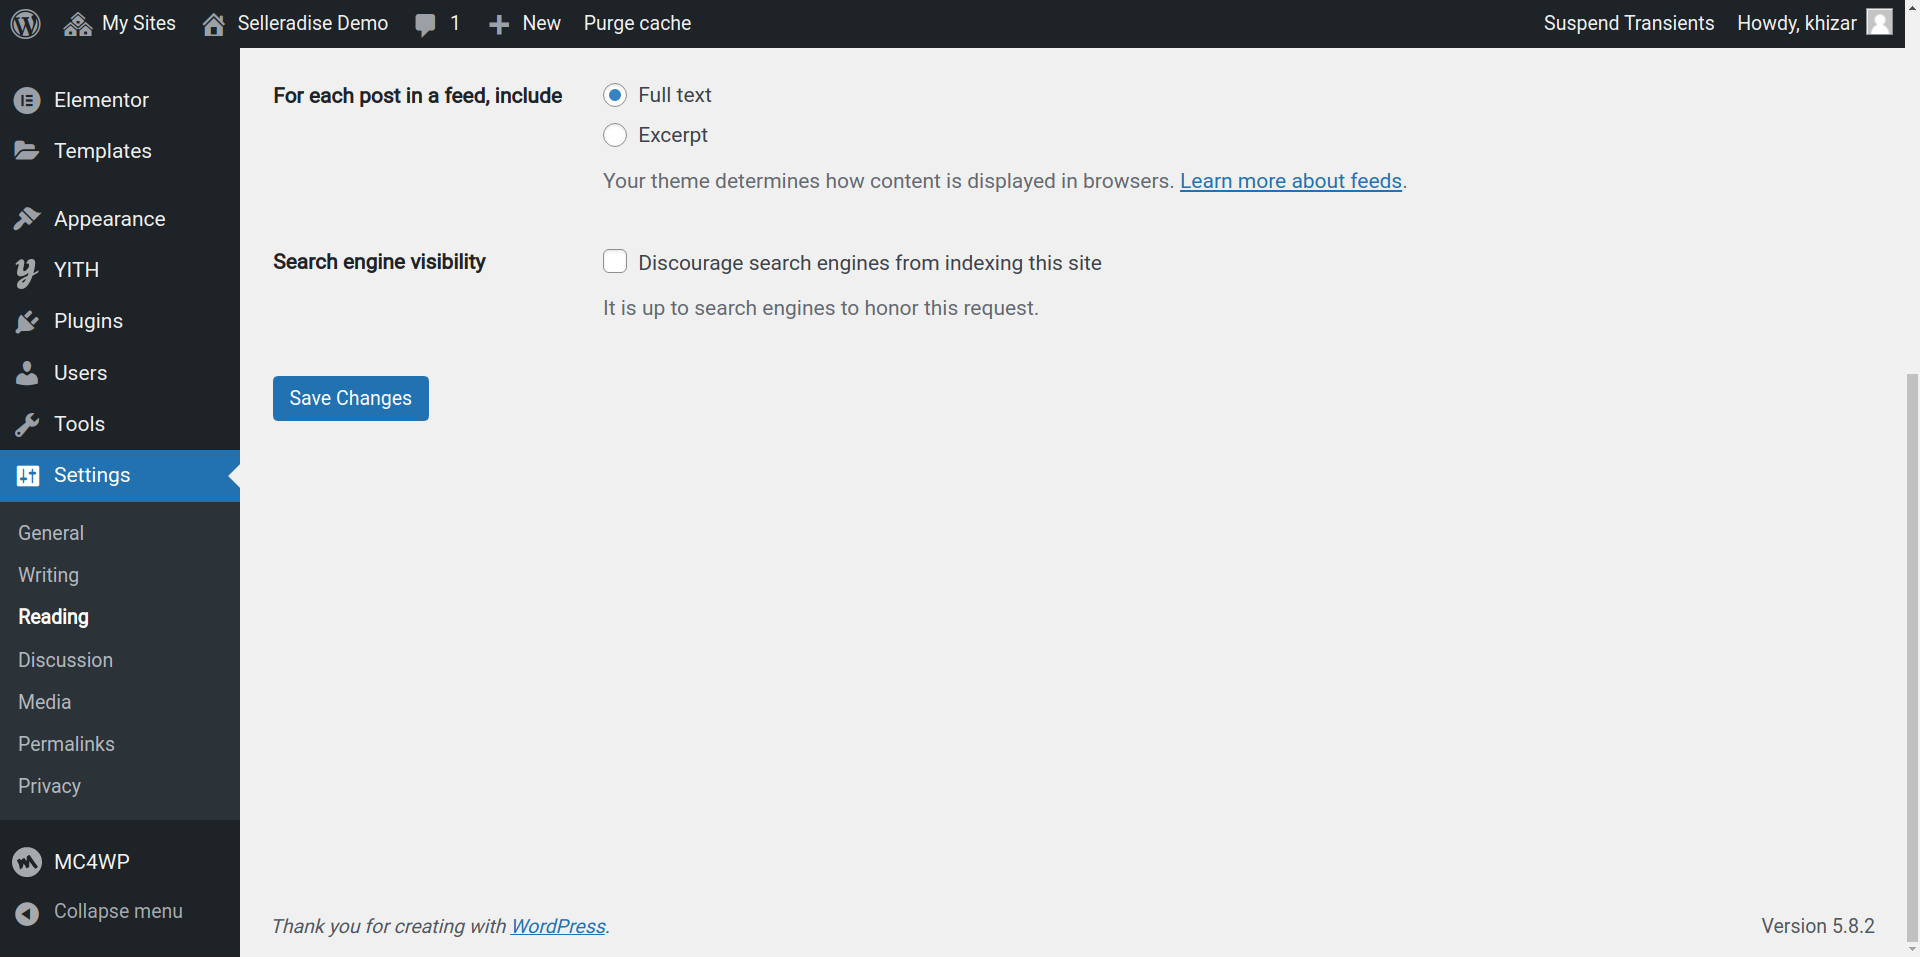 My Sites
Selleradise Demo
1
New
Purge cache
Suspend Transients
Howdy, khizar
Elementor
Templates
Appearance
YITH
Plugins
Users
Tools
Settings
General
Writing
Reading
Discussion
Media
Permalinks
Privacy
MC4WP
Collapse menu
For each post in a feed, include
Full text
Excerpt
Your theme determines how content is displayed in browsers. Learn more about feeds.
Search engine visibility
Discourage search engines from indexing this site
It is up to search engines to honor this request.
Save Changes
Thank you for creating with WordPress.
Version 5.8.2